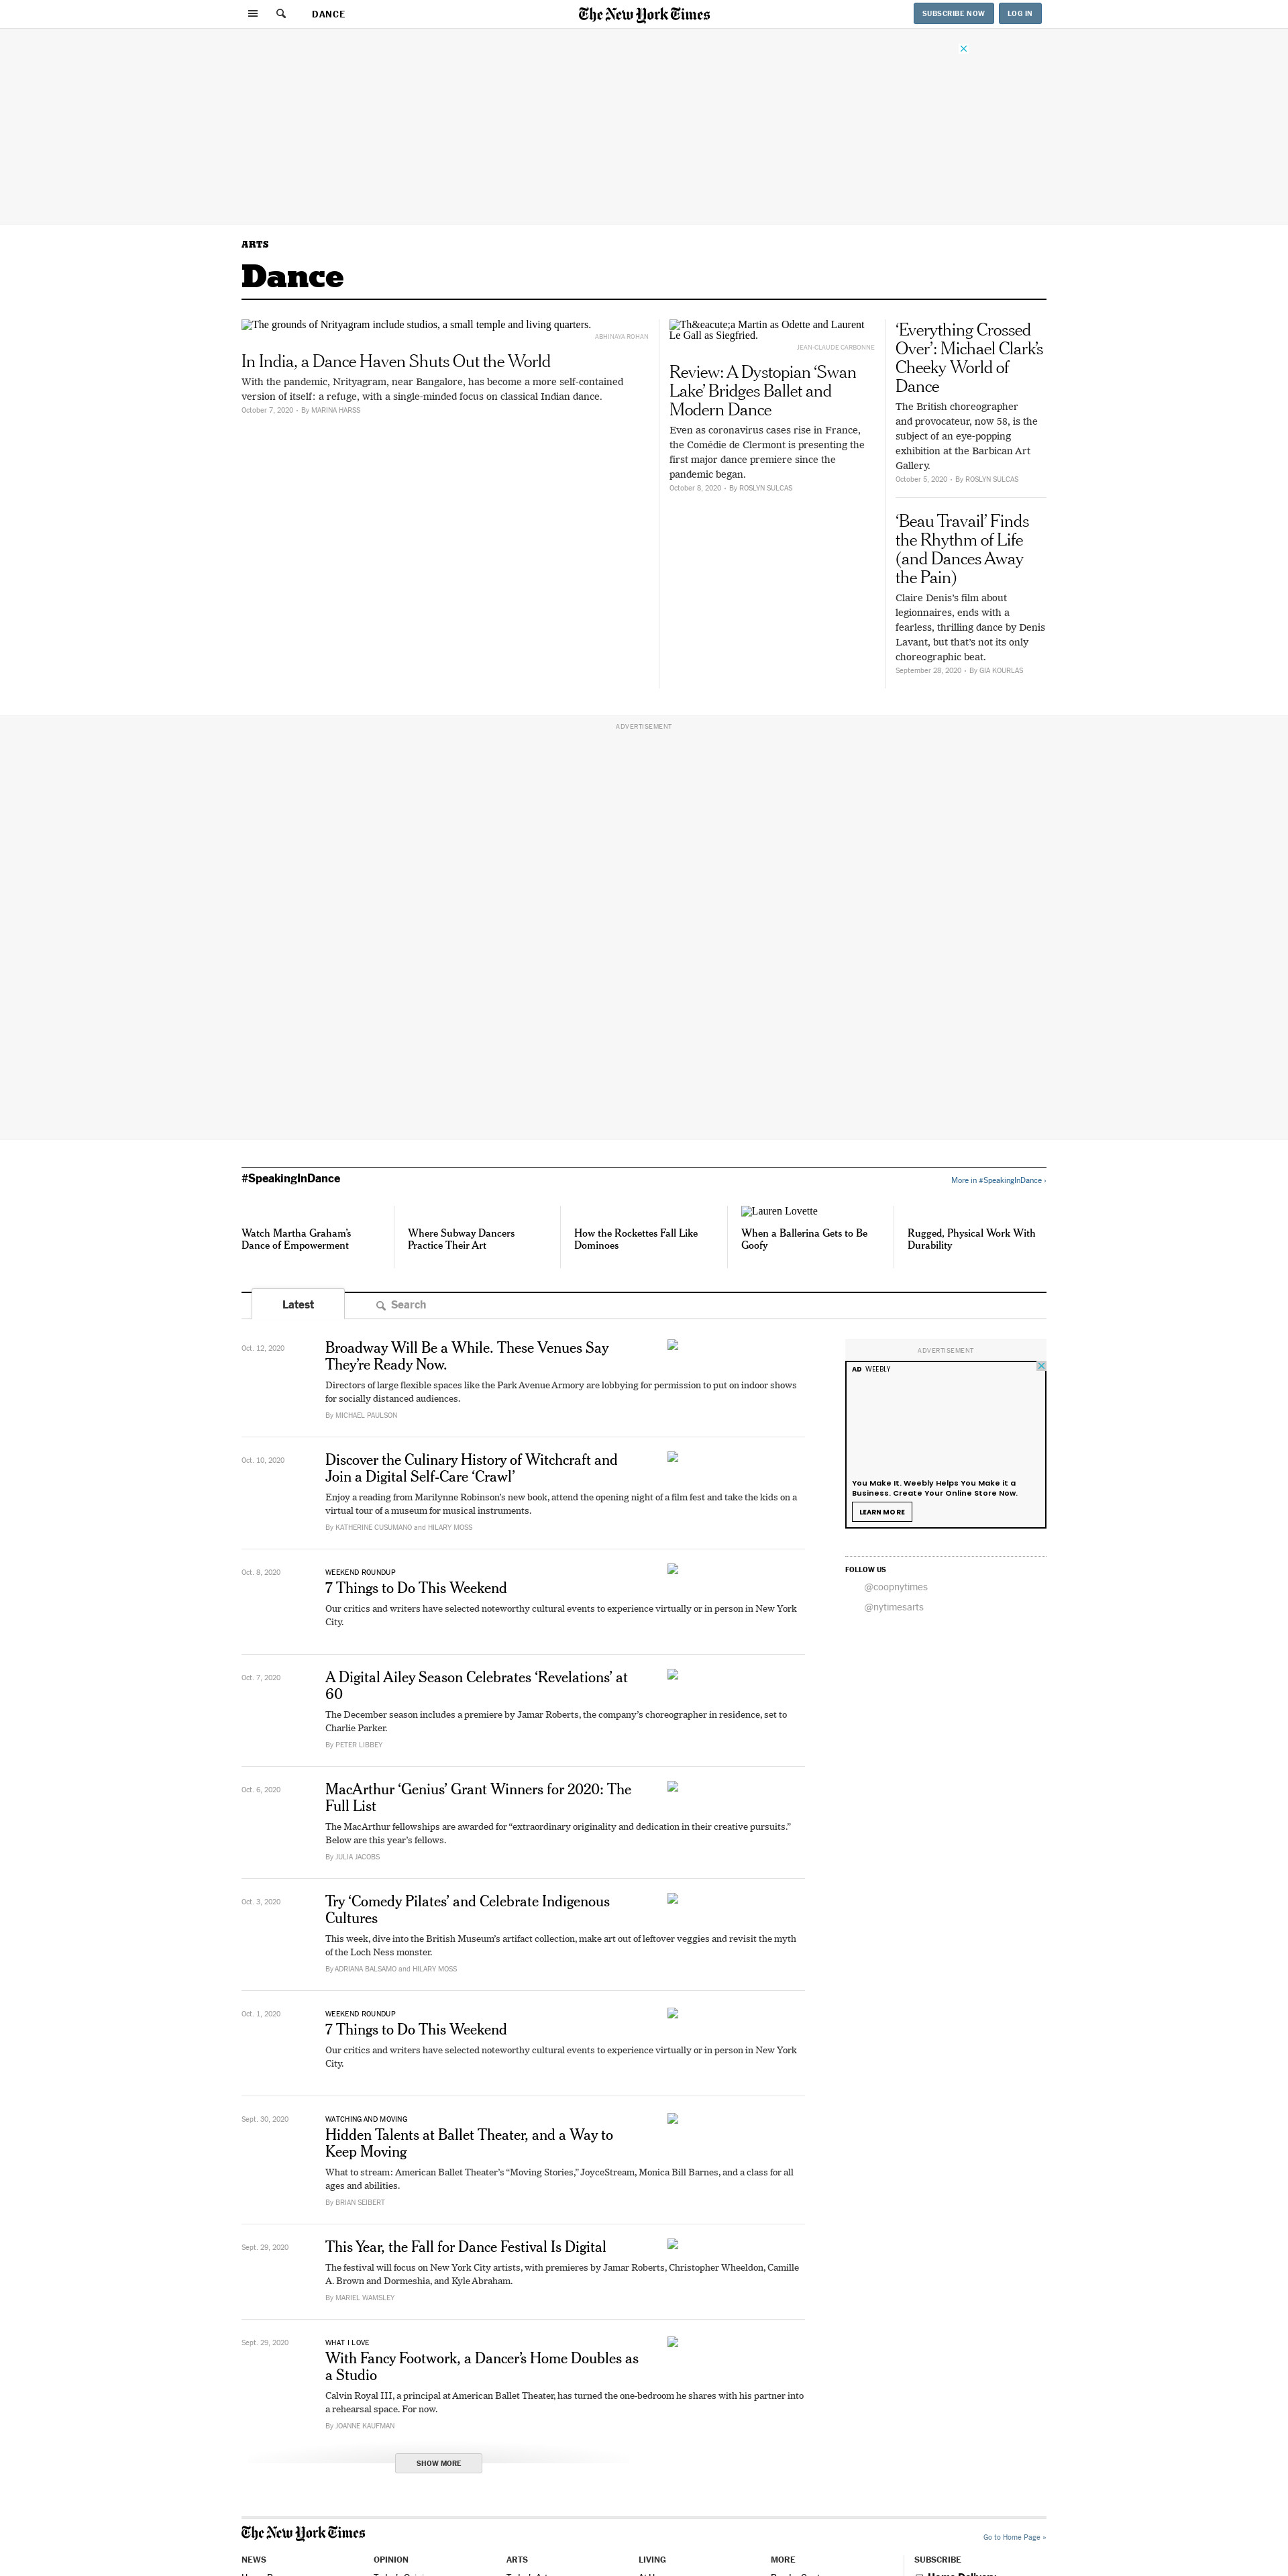 DANCE
The New York Times
SUBSCRIBE NOW
LOG IN
ARTS
Dance
The grounds of Nrityagram include studios, a small temple and living quarters.
ABHINAYA ROHAN
In India, a Dance Haven Shuts Out the World
With the pandemic, Nrityagram, near Bangalore, has become a more self-contained
version of itself: a refuge, with a single-minded focus on classical Indian dance.
October 7, 2020 • By MARINA HARSS
Th&eacute;a Martin as Odette and Laurent
Le Gall as Siegfried.
JEAN-CLAUDE CARBONNE
Review: A Dystopian ‘Swan
Lake’ Bridges Ballet and
Modern Dance
Even as coronavirus cases rise in France,
the Comédie de Clermont is presenting the
first major dance premiere since the
pandemic began.
October 8, 2020 • By ROSLYN SULCAS
‘Everything Crossed
Over’: Michael Clark’s
Cheeky World of
Dance
The British choreographer
and provocateur, now 58, is the
subject of an eye-popping
exhibition at the Barbican Art
Gallery.
October 5, 2020 • By ROSLYN SULCAS
‘Beau Travail’ Finds
the Rhythm of Life
(and Dances Away
the Pain)
Claire Denis’s film about
legionnaires, ends with a
fearless, thrilling dance by Denis
Lavant, but that’s not its only
choreographic beat.
September 28, 2020 • By GIA KOURLAS
ADVERTISEMENT
#SpeakingInDance
More in #SpeakingInDance ›
Watch Martha Graham’s
Dance of Empowerment
Where Subway Dancers
Practice Their Art
How the Rockettes Fall Like
Dominoes
Lauren Lovette
When a Ballerina Gets to Be
Goofy
Rugged, Physical Work With
Durability
Latest
Search
Oct. 12, 2020
Broadway Will Be a While. These Venues Say
They’re Ready Now.
Directors of large flexible spaces like the Park Avenue Armory are lobbying for permission to put on indoor shows
for socially distanced audiences.
By MICHAEL PAULSON
Oct. 10, 2020
Discover the Culinary History of Witchcraft and
Join a Digital Self-Care ‘Crawl’
Enjoy a reading from Marilynne Robinson’s new book, attend the opening night of a film fest and take the kids on a
virtual tour of a museum for musical instruments.
By KATHERINE CUSUMANO and HILARY MOSS
Oct. 8, 2020
WEEKEND ROUNDUP
7 Things to Do This Weekend
Our critics and writers have selected noteworthy cultural events to experience virtually or in person in New York
City.
Oct. 7, 2020
A Digital Ailey Season Celebrates ‘Revelations’ at
60
The December season includes a premiere by Jamar Roberts, the company’s choreographer in residence, set to
Charlie Parker.
By PETER LIBBEY
Oct. 6, 2020
MacArthur ‘Genius’ Grant Winners for 2020: The
Full List
The MacArthur fellowships are awarded for “extraordinary originality and dedication in their creative pursuits.”
Below are this year’s fellows.
By JULIA JACOBS
Oct. 3, 2020
Try ‘Comedy Pilates’ and Celebrate Indigenous
Cultures
This week, dive into the British Museum’s artifact collection, make art out of leftover veggies and revisit the myth
of the Loch Ness monster.
By ADRIANA BALSAMO and HILARY MOSS
Oct. 1, 2020
WEEKEND ROUNDUP
7 Things to Do This Weekend
Our critics and writers have selected noteworthy cultural events to experience virtually or in person in New York
City.
Sept. 30, 2020
WATCHING AND MOVING
Hidden Talents at Ballet Theater, and a Way to
Keep Moving
What to stream: American Ballet Theater’s “Moving Stories,” JoyceStream, Monica Bill Barnes, and a class for all
ages and abilities.
By BRIAN SEIBERT
Sept. 29, 2020
This Year, the Fall for Dance Festival Is Digital
The festival will focus on New York City artists, with premieres by Jamar Roberts, Christopher Wheeldon, Camille
A. Brown and Dormeshia, and Kyle Abraham.
By MARIEL WAMSLEY
Sept. 29, 2020
WHAT I LOVE
With Fancy Footwork, a Dancer’s Home Doubles as
a Studio
Calvin Royal III, a principal at American Ballet Theater, has turned the one-bedroom he shares with his partner into
a rehearsal space. For now.
By JOANNE KAUFMAN
SHOW MORE
ADVERTISEMENT
AD WEEBLY
You Make It. Weebly Helps You Make it a
Business. Create Your Online Store Now.
LEARN MORE
FOLLOW US
@coopnytimes
@nytimesarts
The New York Times
Go to Home Page »
NEWS
OPINION
ARTS
LIVING
MORE
SUBSCRIBE